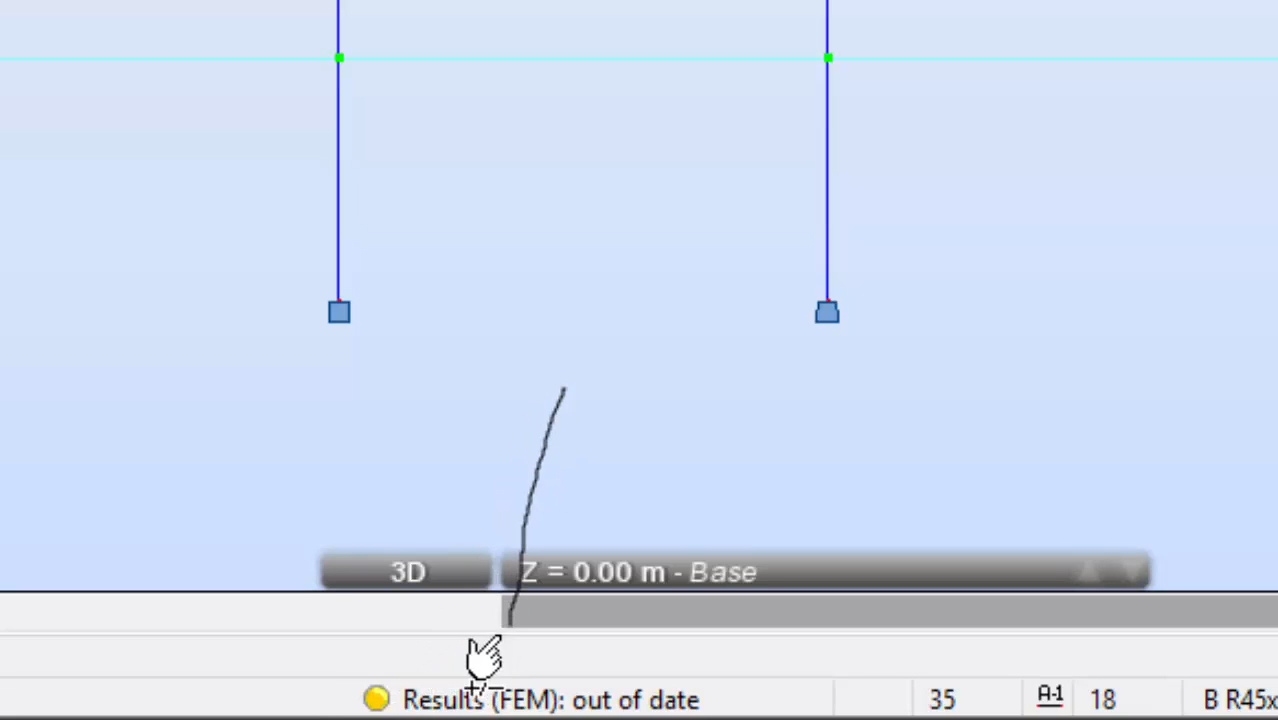 3D Z = 0.00 m - Base
Results (FEM): out of date 35 A-1 18 B R45x